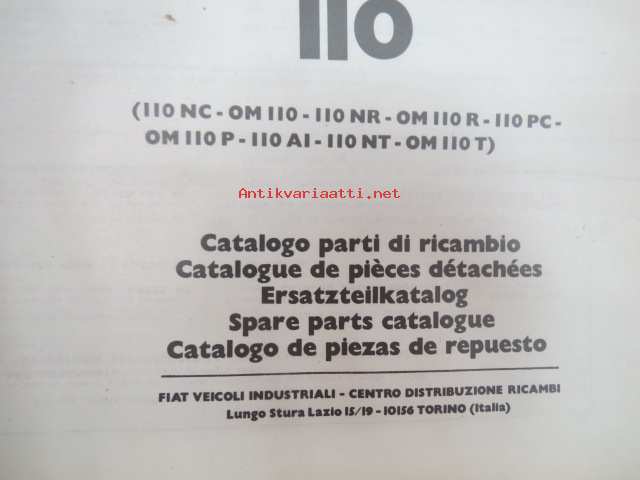 110
(110 NC - OM 110 - 110 NR - OM 110 R - 110 PC -
OM 110 P - 110 AI - 110 NT - OM 110 T)
Antikvariaatti.net
Catalogo parti di ricambio
Catalogue de pièces détachées
Ersatzteilkatalog
Spare parts catalogue
Catalogo de piezas de repuesto
FIAT VEICOLI INDUSTRIALI - CENTRO DISTRIBUZIONE RICAMBI
Lungo Stura Lazio 15/19 - 10156 TORINO (Italia)